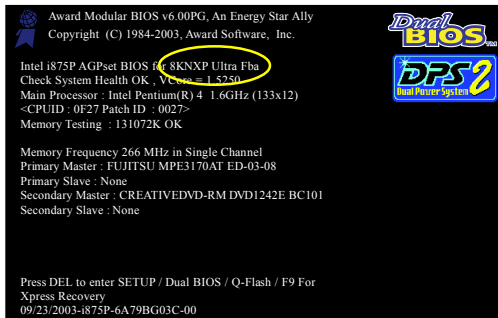 Award Modular BIOS v6.00PG, An Energy Star Ally
Copyright (C) 1984-2003, Award Software, Inc.
Dual
BIOS TM
Intel i875P AGPset BIOS for 8KNXP Ultra Fba
Check System Health OK , VCore = 1.5250
Main Processor : Intel Pentium(R) 4 1.6GHz (133x12)
<CPUID : 0F27 Patch ID : 0027>
Memory Testing : 131072K OK
DPS2
Dual Power System
Memory Frequency 266 MHz in Single Channel
Primary Master : FUJITSU MPE3170AT ED-03-08
Primary Slave : None
Secondary Master : CREATIVEDVD-RM DVD1242E BC101
Secondary Slave : None
Press DEL to enter SETUP / Dual BIOS / Q-Flash / F9 For
Xpress Recovery
09/23/2003-i875P-6A79BG03C-00